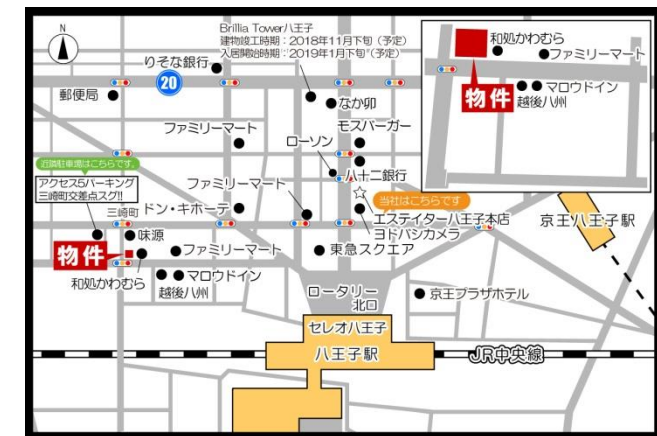 N
Brillia Tower八王子
建物竣工時期：2018年11月下旬（予定）
入居開始時期：2019年1月下旬（予定）
りそな銀行
20
郵便局
なか卯
ファミリーマート
モスバーガー
ローソン
八十二銀行
近隣駐車場はこちらです。
アクセス5パーキング
三崎町交差点スグ!!
三崎町
ドン・キホーテ
ファミリーマート
当社はこちらです
エステイター八王子本店
ヨドバシカメラ
京王八王子駅
味源
物件
ファミリーマート
東急スクエア
和処かわむら
マロウドイン
越後八州
ロータリー
北口
京王プラザホテル
セレオ八王子
八王子駅
JR中央線
和処かわむら
ファミリーマート
物件
マロウドイン
越後八州